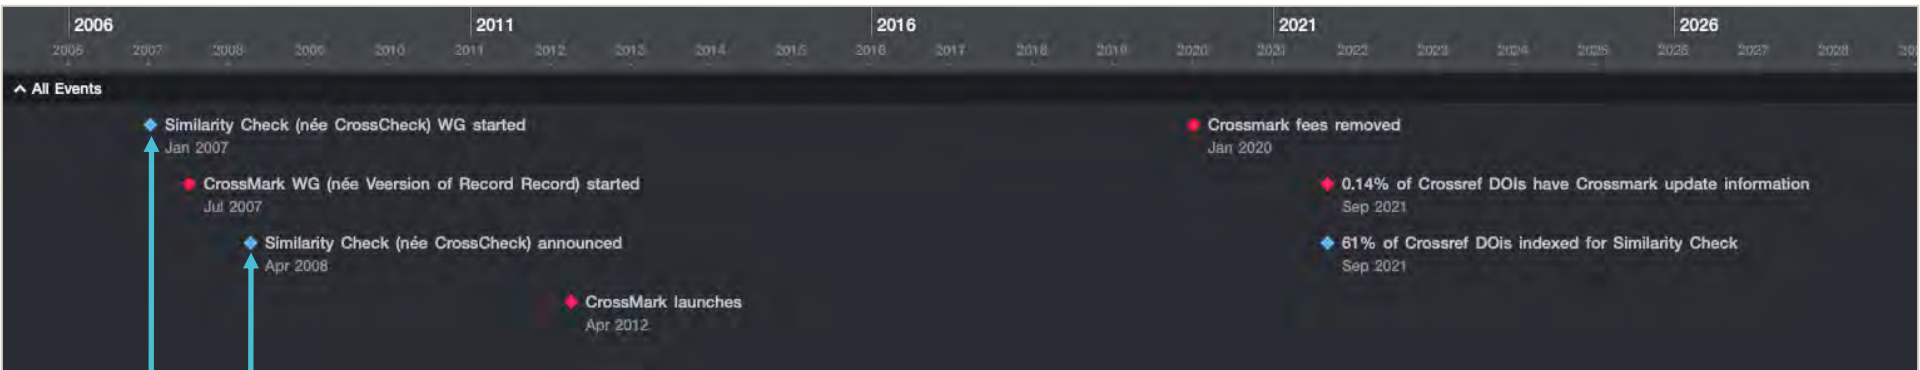 2006 2011 2016 2021 2026
2006 2007 2008 2009 2010 2011 2012 2013 2014 2015 2016 2017 2018 2019 2020 2021 2022 2023 2024 2025 2026 2027 2028
All Events
Similarity Check (née CrossCheck) WG started
Jan 2007
CrossMark WG (née Veersion of Record Record) started
Jul 2007
Similarity Check (née CrossCheck) announced
Apr 2008
CrossMark launches
Apr 2012
Crossmark fees removed
Jan 2020
0.14% of Crossref DOIs have Crossmark update information
Sep 2021
61% of Crossref DOis indexed for Similarity Check
Sep 2021